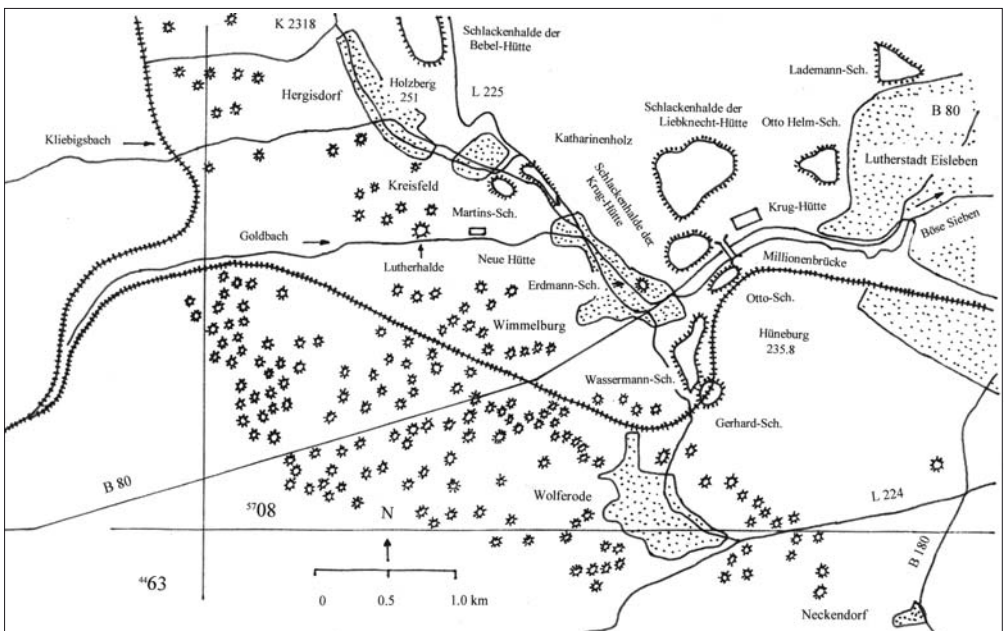 K 2318
Schlackenhalde der
Bebel-Hütte
Lademann-Sch.
Hergisdorf
Holzberg
251
L 225
B 80
Schlackenhalde der
Liebknecht-Hütte
Otto Helm-Sch.
Kliebigsbach
Katharinenholz
Lutherstadt Eisleben
Kreisfeld
Schlackenhalde der
Krug-Hütte
Krug-Hütte
Martins-Sch.
Böse Sieben
Goldbach
Lutherhalde
Neue Hütte
Millionenbrücke
Erdmann-Sch.
Otto-Sch.
Wimmelburg
Hüneburg
235.8
Wassermann-Sch.
Gerhard-Sch.
B 80
Wolferode
L 224
5708
N
B 180
4463
0 0.5 1.0 km
Neckendorf